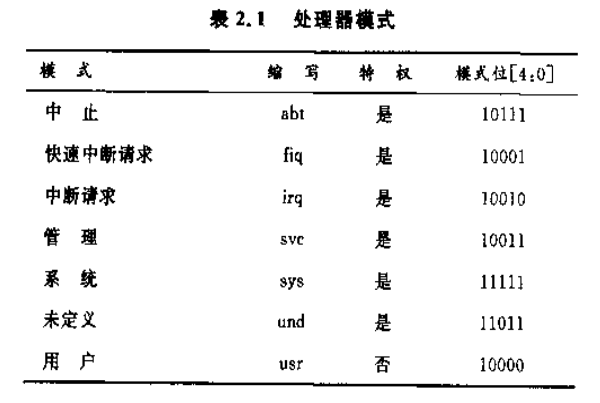 表 2.1 处理器模式
模 式 缩 写 特 权 模式位[4:0]
中 止 abt 是 10111
快速中断请求 fiq 是 10001
中断请求 irq 是 10010
管 理 svc 是 10011
系 统 sys 是 11111
未定义 und 是 11011
用 户 usr 否 10000